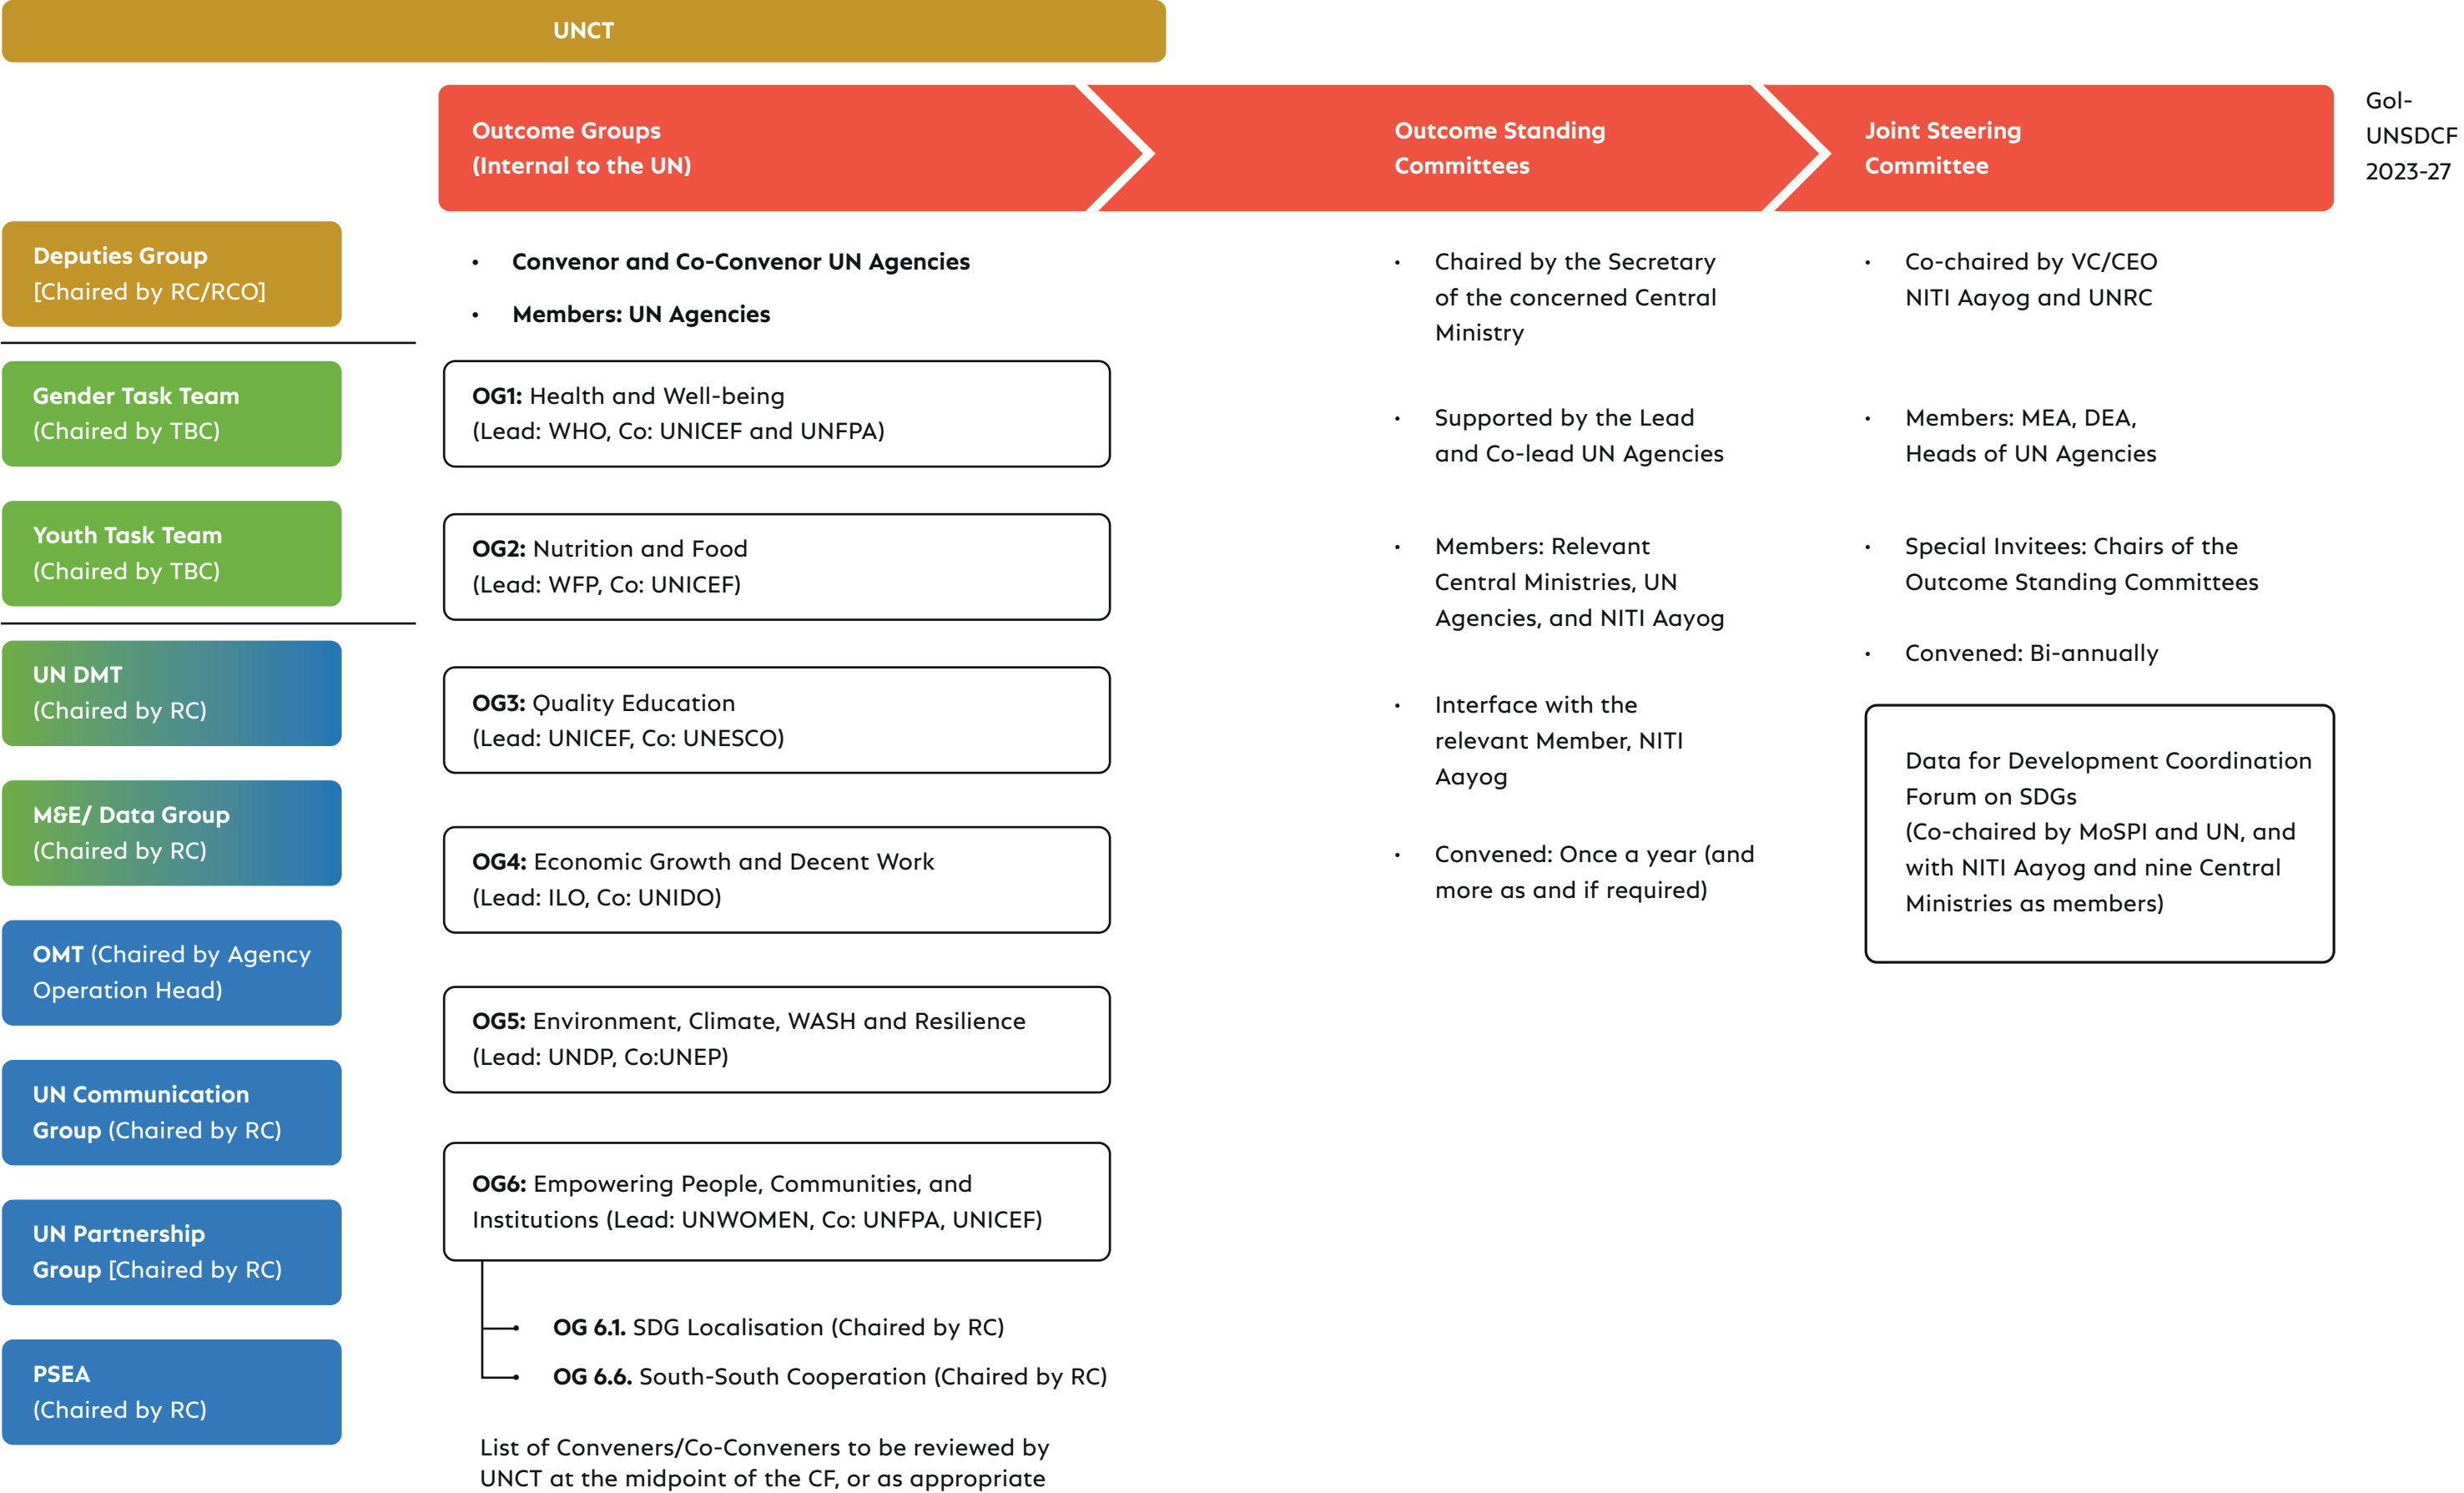 UNCT
Outcome Groups
(Internal to the UN)
Outcome Standing
Committees
Joint Steering
Committee
GoI-
UNSDCF
2023-27
Deputies Group
[Chaired by RC/RCO]
Gender Task Team
(Chaired by TBC)
Youth Task Team
(Chaired by TBC)
UN DMT
(Chaired by RC)
M&E/ Data Group
(Chaired by RC)
OMT (Chaired by Agency
Operation Head)
UN Communication
Group (Chaired by RC)
UN Partnership
Group [Chaired by RC)
PSEA
(Chaired by RC)
• Convenor and Co-Convenor UN Agencies
• Members: UN Agencies
OG1: Health and Well-being
(Lead: WHO, Co: UNICEF and UNFPA)
OG2: Nutrition and Food
(Lead: WFP, Co: UNICEF)
OG3: Quality Education
(Lead: UNICEF, Co: UNESCO)
OG4: Economic Growth and Decent Work
(Lead: ILO, Co: UNIDO)
OG5: Environment, Climate, WASH and Resilience
(Lead: UNDP, Co:UNEP)
OG6: Empowering People, Communities, and
Institutions (Lead: UNWOMEN, Co: UNFPA, UNICEF)
OG 6.1. SDG Localisation (Chaired by RC)
OG 6.6. South-South Cooperation (Chaired by RC)
List of Conveners/Co-Conveners to be reviewed by
UNCT at the midpoint of the CF, or as appropriate
• Chaired by the Secretary
of the concerned Central
Ministry
• Supported by the Lead
and Co-lead UN Agencies
• Members: Relevant
Central Ministries, UN
Agencies, and NITI Aayog
• Interface with the
relevant Member, NITI
Aayog
• Convened: Once a year (and
more as and if required)
• Co-chaired by VC/CEO
NITI Aayog and UNRC
• Members: MEA, DEA,
Heads of UN Agencies
• Special Invitees: Chairs of the
Outcome Standing Committees
• Convened: Bi-annually
Data for Development Coordination
Forum on SDGs
(Co-chaired by MoSPI and UN, and
with NITI Aayog and nine Central
Ministries as members)